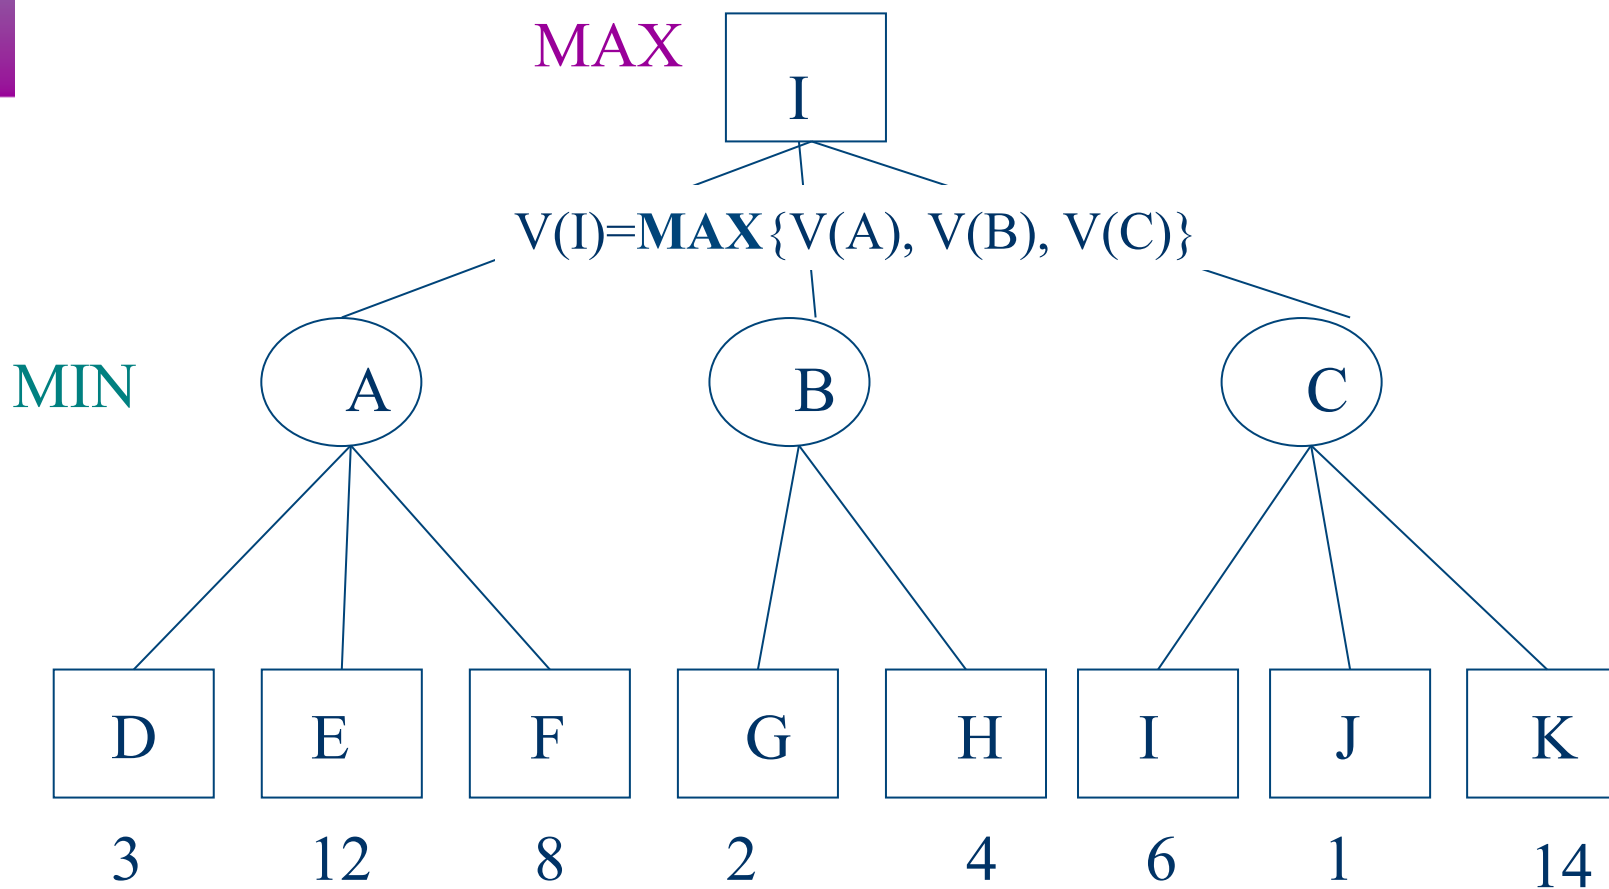 MAX
I
V(I)=MAX{V(A), V(B), V(C)}
MIN
A B C
D E F G H I J K
3 12 8 2 4 6 1 14